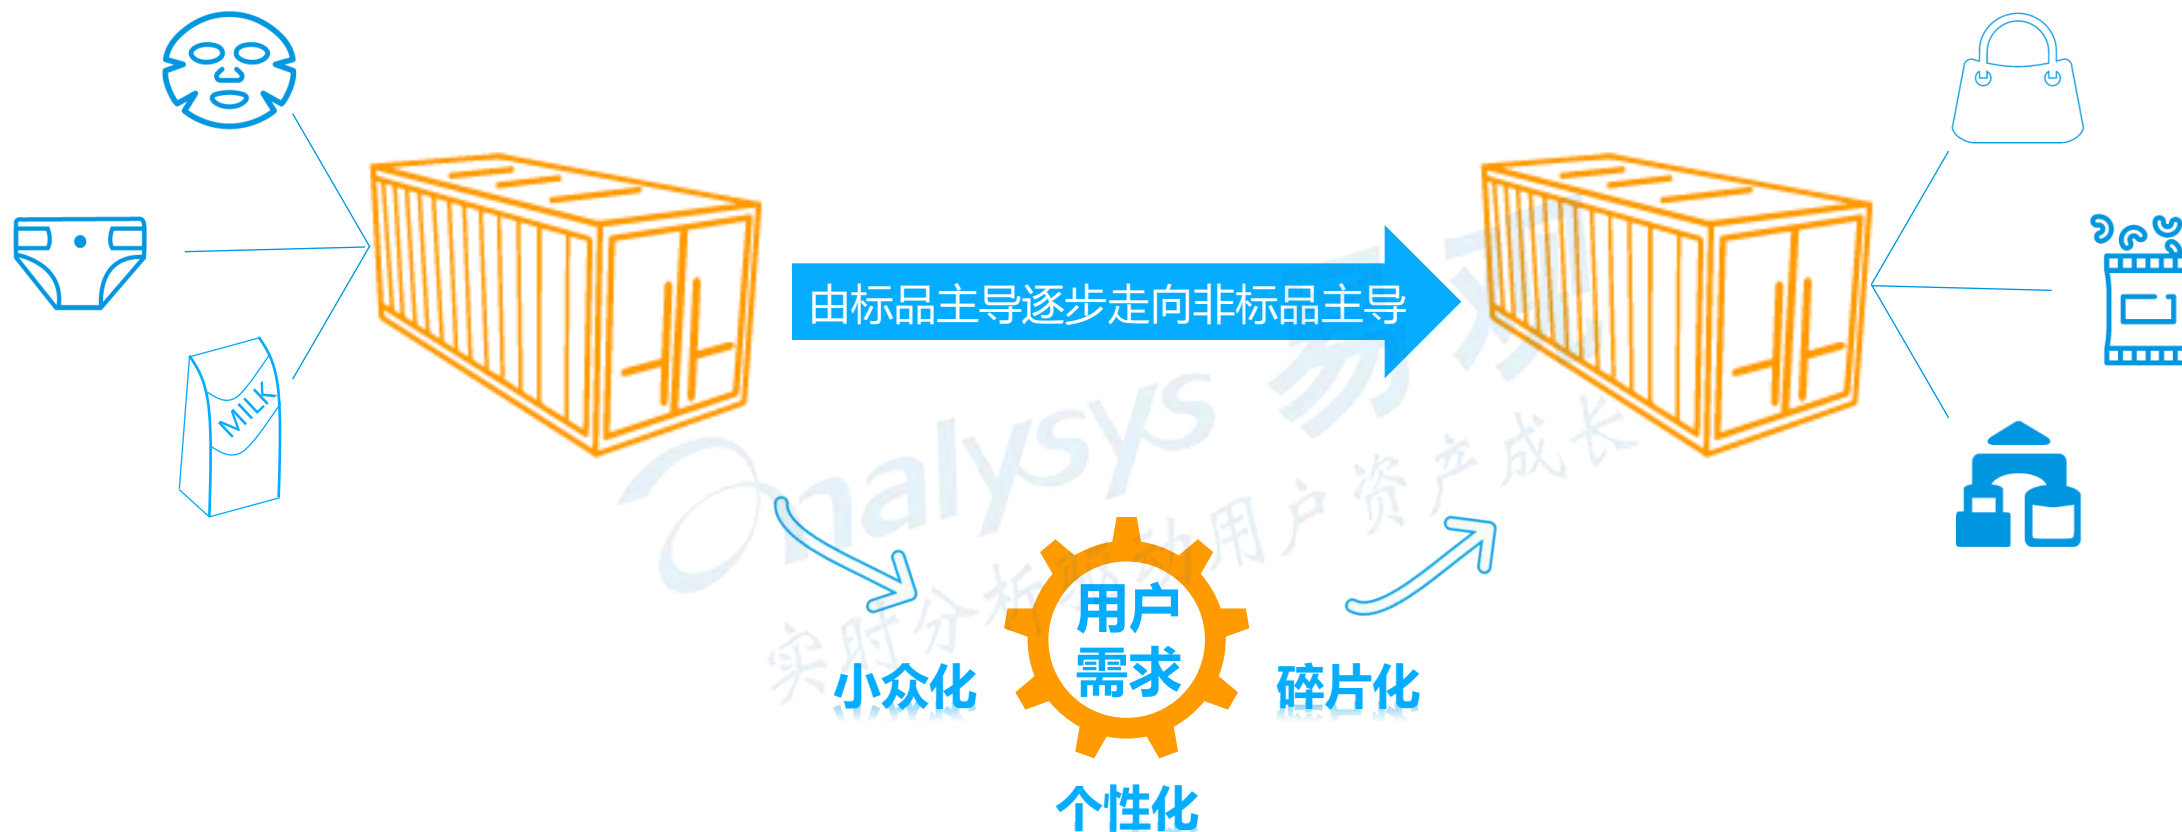 MILK
由标品主导逐步走向非标品主导
nalysys 易观
实时分析驱动用户资产成长
用户
需求
小众化
碎片化
个性化